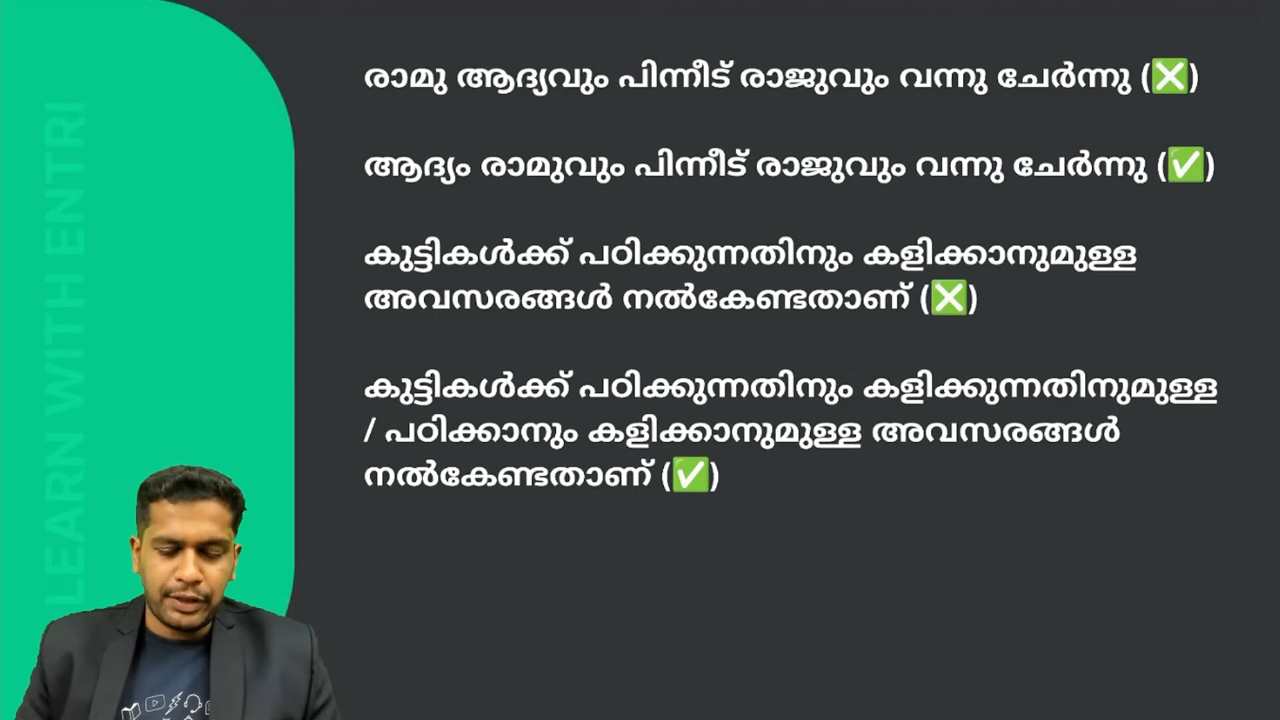 LEARN WITH ENTRI
രാമു ആദ്യവും പിന്നീട് രാജുവും വന്നു ചേർന്നു (❎)
ആദ്യം രാമുവും പിന്നീട് രാജുവും വന്നു ചേർന്നു (✅)
കുട്ടികൾക്ക് പഠിക്കുന്നതിനും കളിക്കാനുമുള്ള
അവസരങ്ങൾ നൽകേണ്ടതാണ് (❎)
കുട്ടികൾക്ക് പഠിക്കുന്നതിനും കളിക്കുന്നതിനുമുള്ള
/ പഠിക്കാനും കളിക്കാനുമുള്ള അവസരങ്ങൾ
നൽകേണ്ടതാണ് (✅)